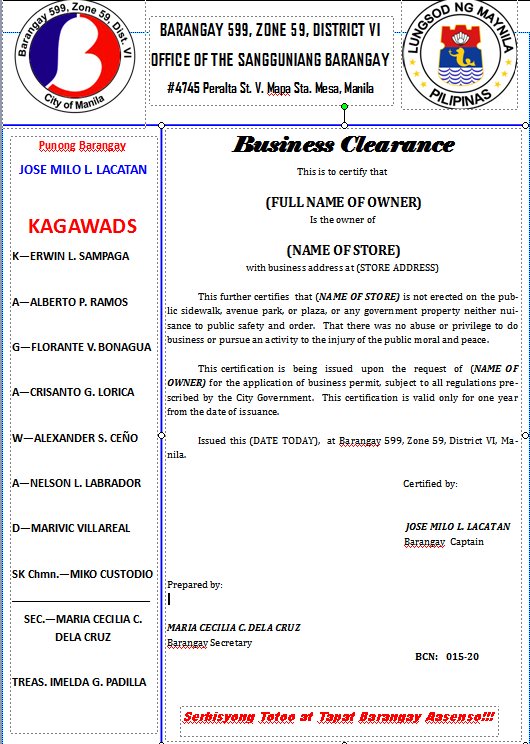 Barangay 599, Zone 59, Dist. VI
City of Manila
BARANGAY 599, ZONE 59, DISTRICT VI
OFFICE OF THE SANGGUNIANG BARANGAY
#4745 Peralta St. V. Mapa Sta. Mesa, Manila
LUNGSOD NG MAYNILA
PILIPINAS
Punong Barangay
JOSE MILO L. LACATAN
KAGAWADS
K—ERWIN L. SAMPAGA
A—ALBERTO P. RAMOS
G—FLORANTE V. BONAGUA
A—CRISANTO G. LORICA
W—ALEXANDER S. CEÑO
A—NELSON L. LABRADOR
D—MARIVIC VILLAREAL
SK Chmn.—MIKO CUSTODIO
SEC.—MARIA CECILIA C.
DELA CRUZ
TREAS. IMELDA G. PADILLA
Business Clearance
This is to certify that
(FULL NAME OF OWNER)
Is the owner of
(NAME OF STORE)
with business address at (STORE ADDRESS)
This further certifies that (NAME OF STORE) is not erected on the pub-
lic sidewalk, avenue park, or plaza, or any government property neither nui-
sance to public safety and order. That there was no abuse or privilege to do
business or pursue an activity to the injury of the public moral and peace.
This certification is being issued upon the request of (NAME OF
OWNER) for the application of business permit, subject to all regulations pre-
scribed by the City Government. This certification is valid only for one year
from the date of issuance.
Issued this (DATE TODAY), at Barangay 599, Zone 59, District VI, Ma-
nila.
Certified by:
JOSE MILO L. LACATAN
Barangay Captain
Prepared by:
MARIA CECILIA C. DELA CRUZ
Barangay Secretary
BCN: 015-20
Serbisyong Totoo at Tapat Barangay Aasenso!!!